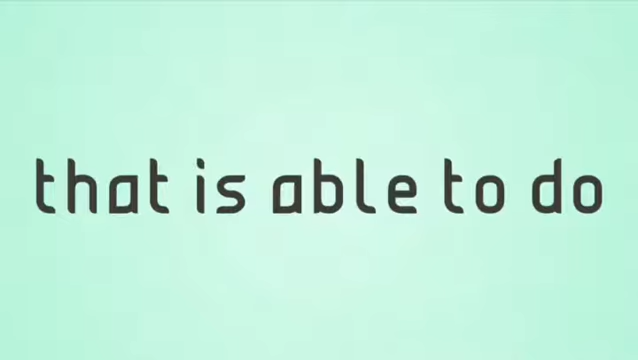 that is able to do